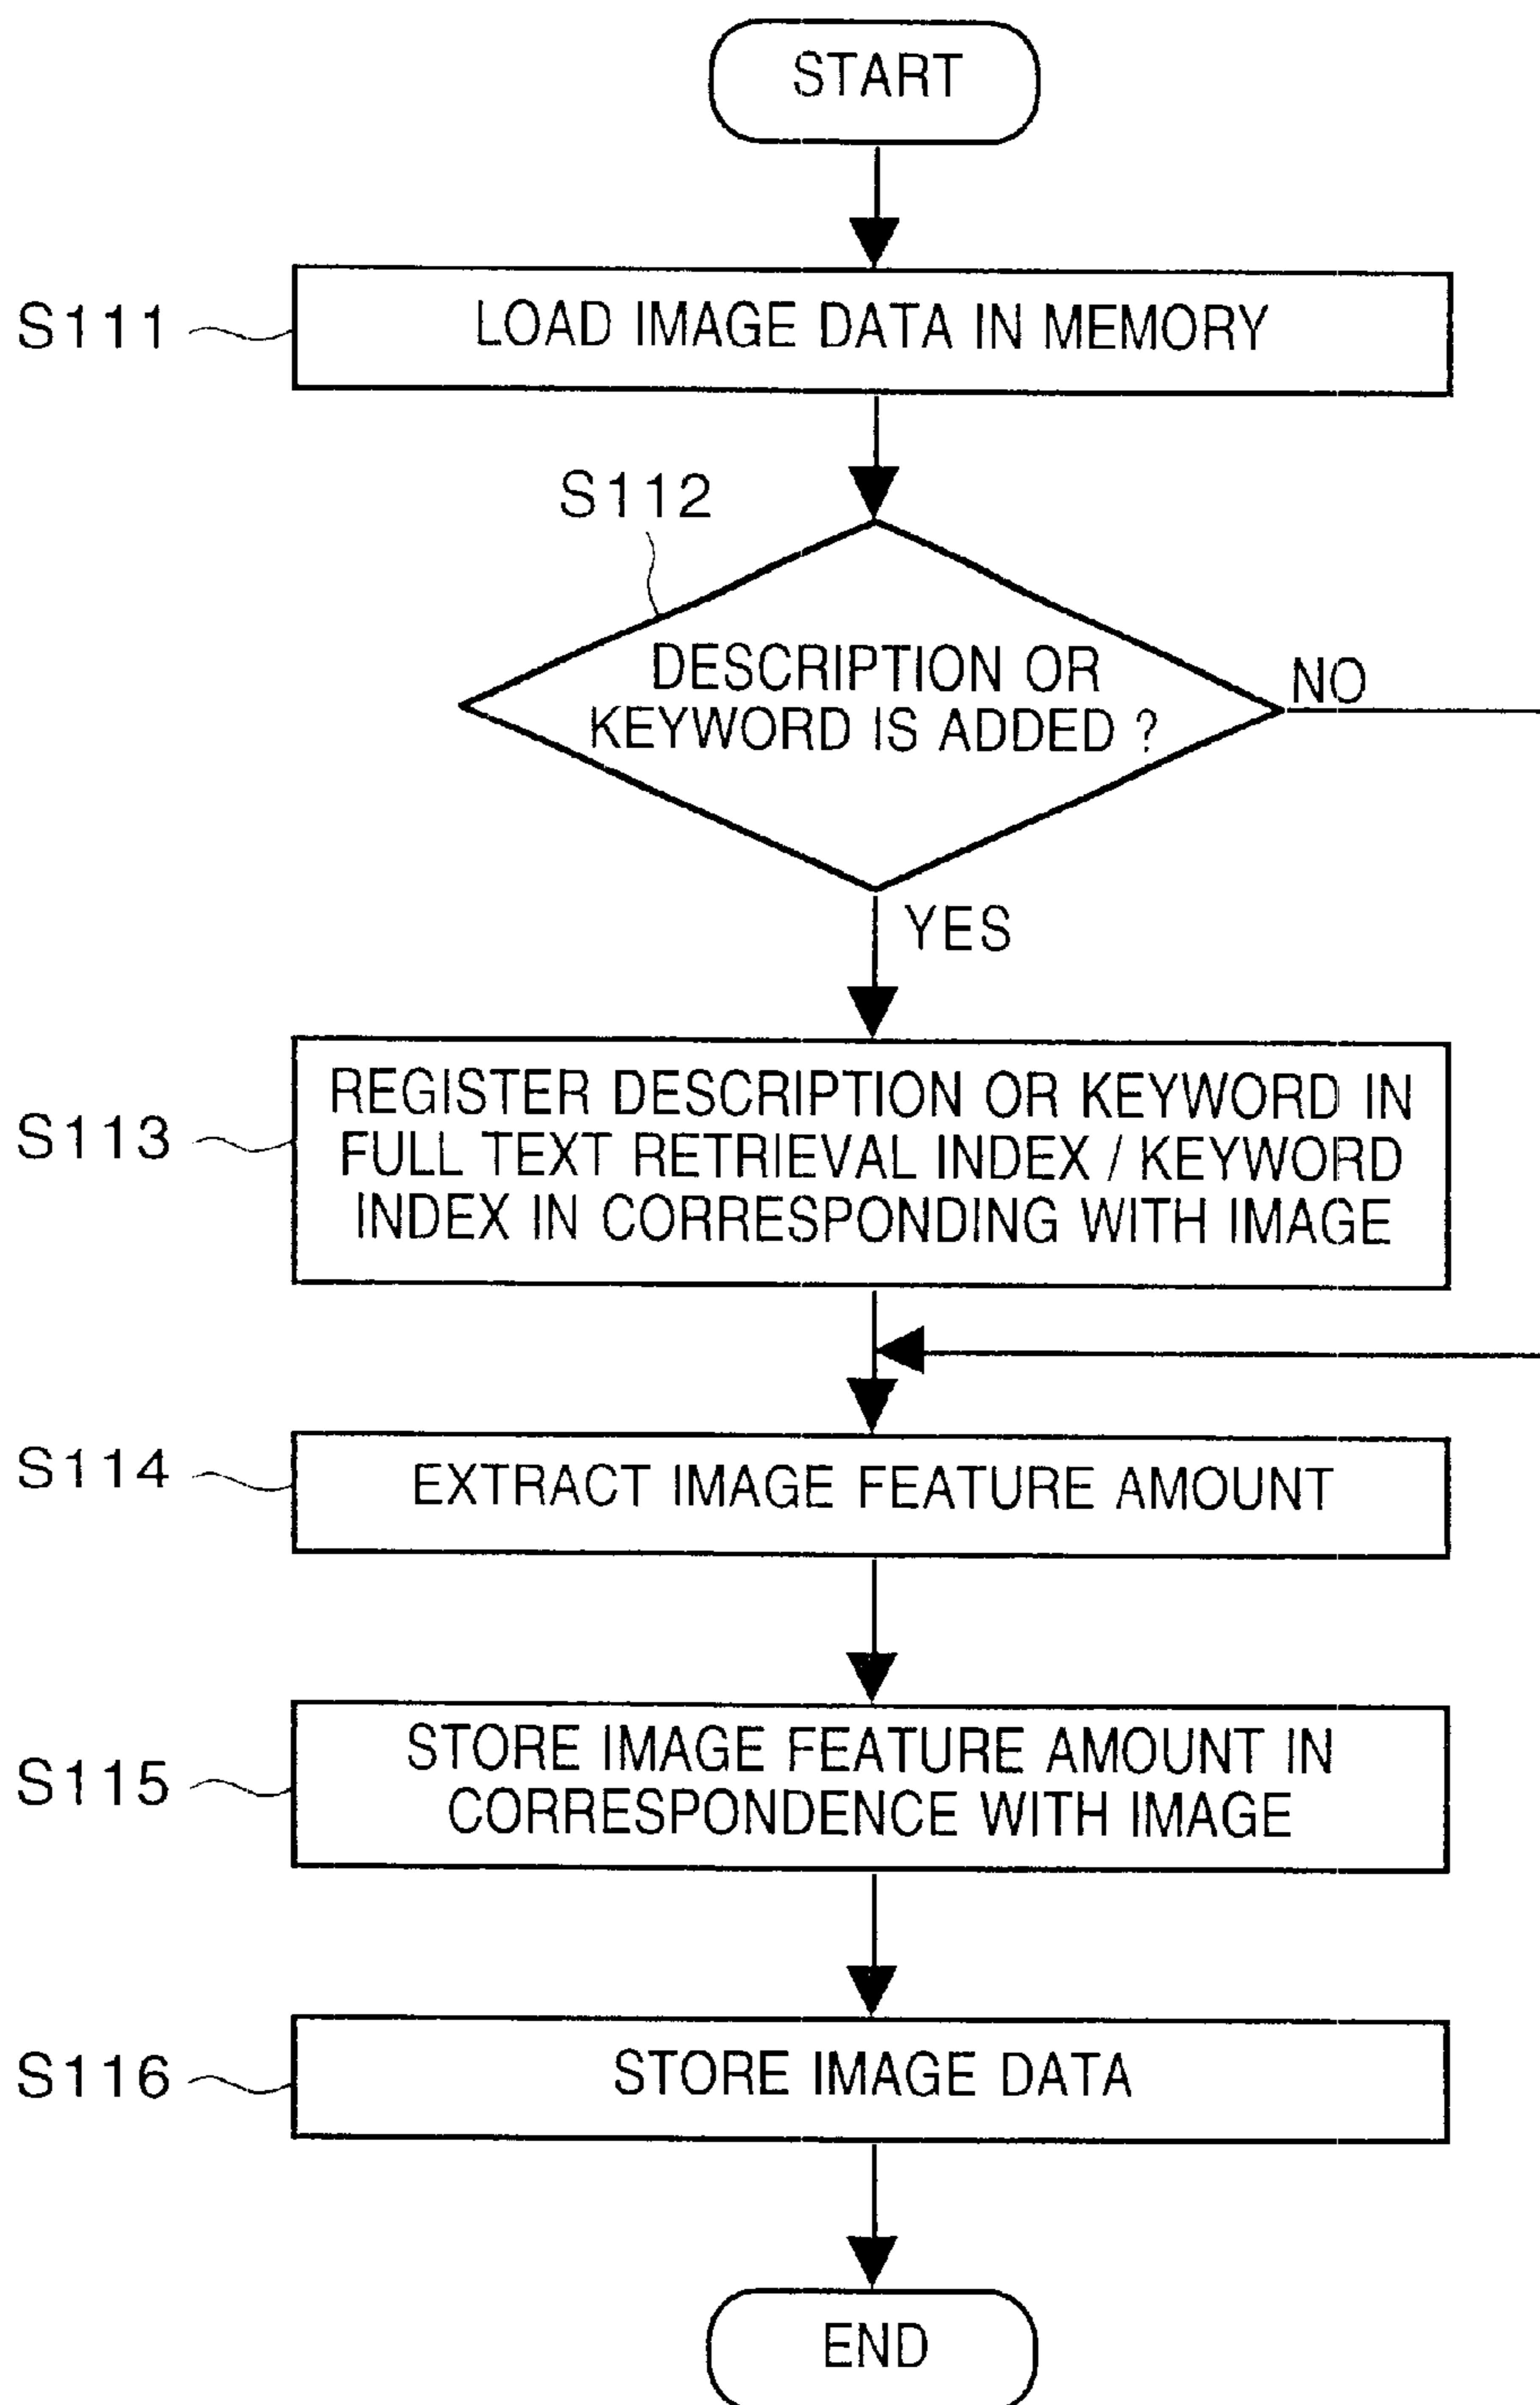 START
S111
LOAD IMAGE DATA IN MEMORY
S112
DESCRIPTION OR
KEYWORD IS ADDED ?
NO
YES
S113
REGISTER DESCRIPTION OR KEYWORD IN
FULL TEXT RETRIEVAL INDEX / KEYWORD
INDEX IN CORRESPONDING WITH IMAGE
S114
EXTRACT IMAGE FEATURE AMOUNT
S115
STORE IMAGE FEATURE AMOUNT IN
CORRESPONDENCE WITH IMAGE
S116
STORE IMAGE DATA
END